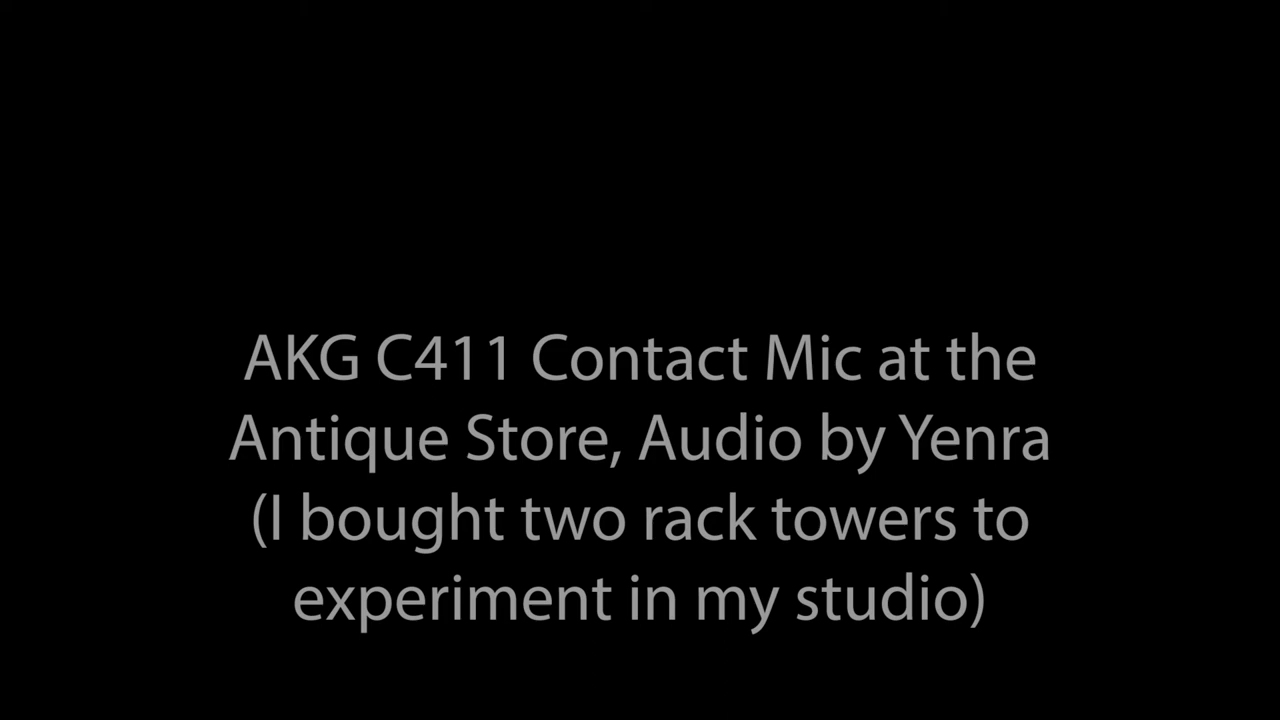 AKG C411 Contact Mic at the
Antique Store, Audio by Yenra
(I bought two rack towers to
experiment in my studio)